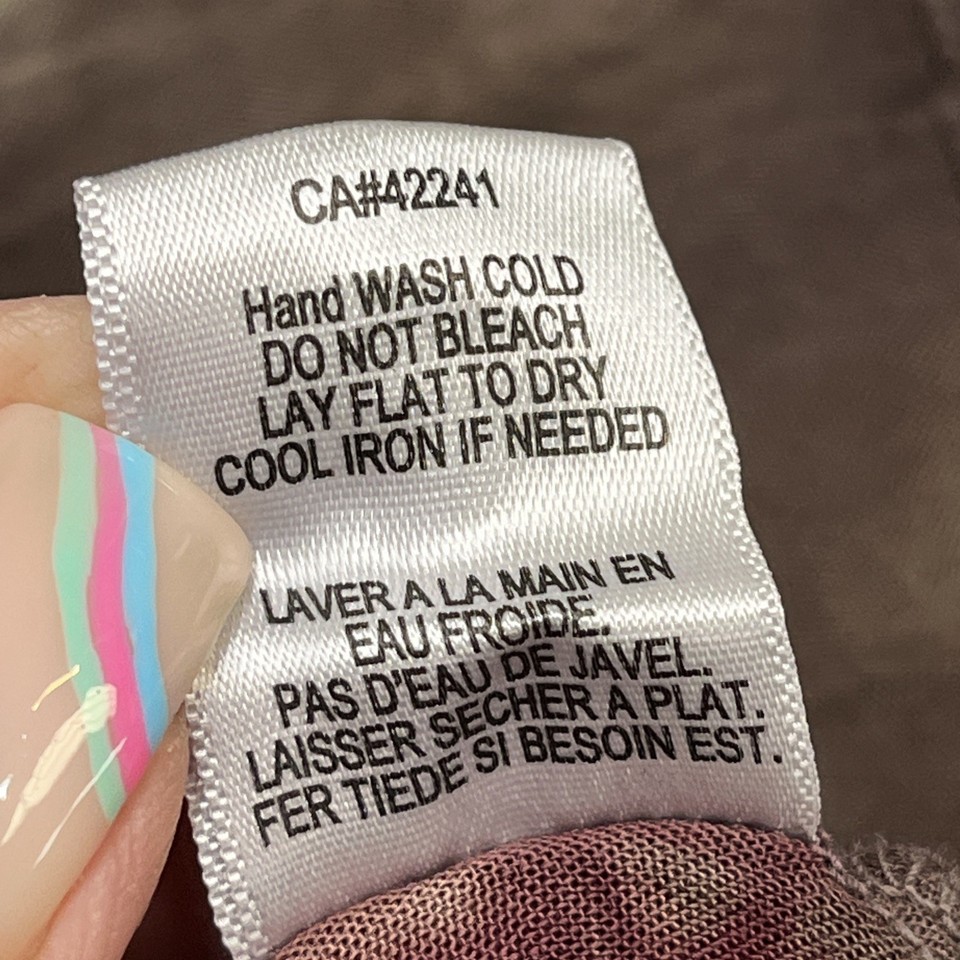 CA#42241
Hand WASH COLD
DO NOT BLEACH
LAY FLAT TO DRY
COOL IRON IF NEEDED
LAVER A LA MAIN EN
EAU FROIDE.
PAS D'EAU DE JAVEL.
LAISSER SECHER A PLAT.
FER TIEDE SI BESOIN EST.